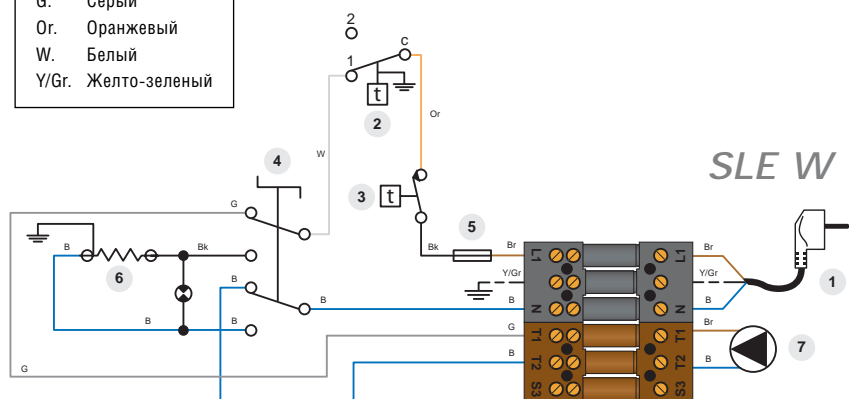 G. Серый
Or. Оранжевый
W. Белый
Y/Gr. Желто-зеленый
2
C
1
t
2
Or
W
4
SLE W
3
t
G
5
Bk
Br
L1
L1
Br
B
Bk
Y/Gr
Y/Gr
6
B
1
B
N
N
B
B
B
G
T1
T1
Br
7
B
T2
T2
B
G
S3
S3